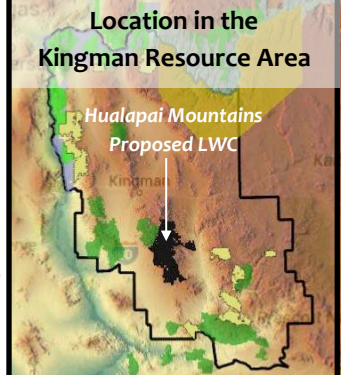 Location in the
Kingman Resource Area
Hualapai Mountains
Proposed LWC
Kingman